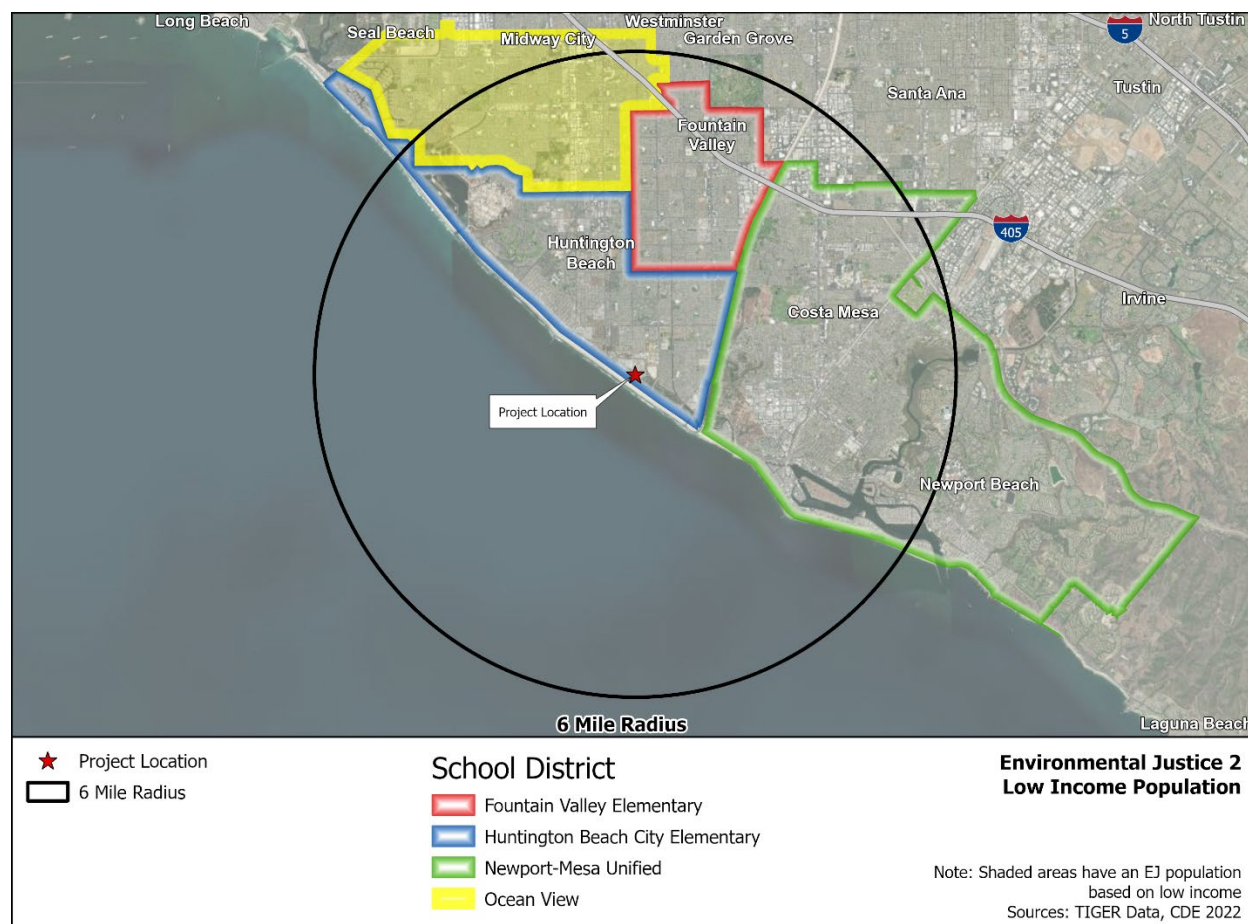 Long Beach
Seal Beach
Westminster
Midway City
Garden Grove
North Tustin
5
Santa Ana
Tustin
Fountain
Valley
405
Huntington
Beach
Costa Mesa
Irvine
Project Location
Newport Beach
6 Mile Radius
Laguna Beach
Project Location
6 Mile Radius
School District
Fountain Valley Elementary
Huntington Beach City Elementary
Newport-Mesa Unified
Ocean View
Environmental Justice 2
Low Income Population
Note: Shaded areas have an EJ population
based on low income
Sources: TIGER Data, CDE 2022